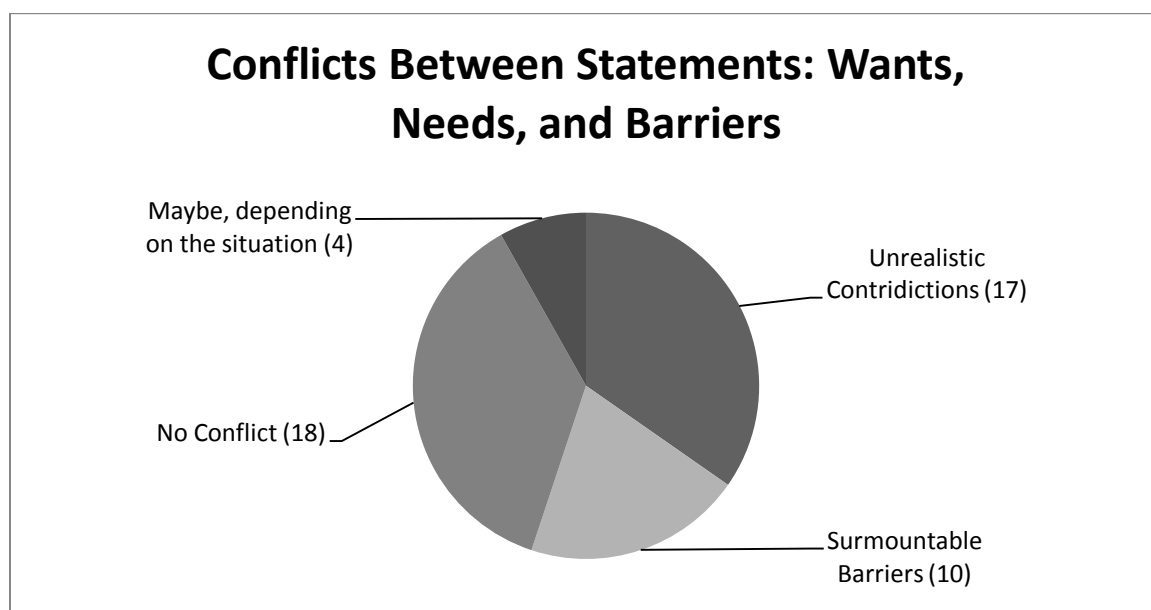 Conflicts Between Statements: Wants,
Needs, and Barriers
Maybe, depending
on the situation (4)
Unrealistic
Contridictions (17)
No Conflict (18)
Surmountable
Barriers (10)